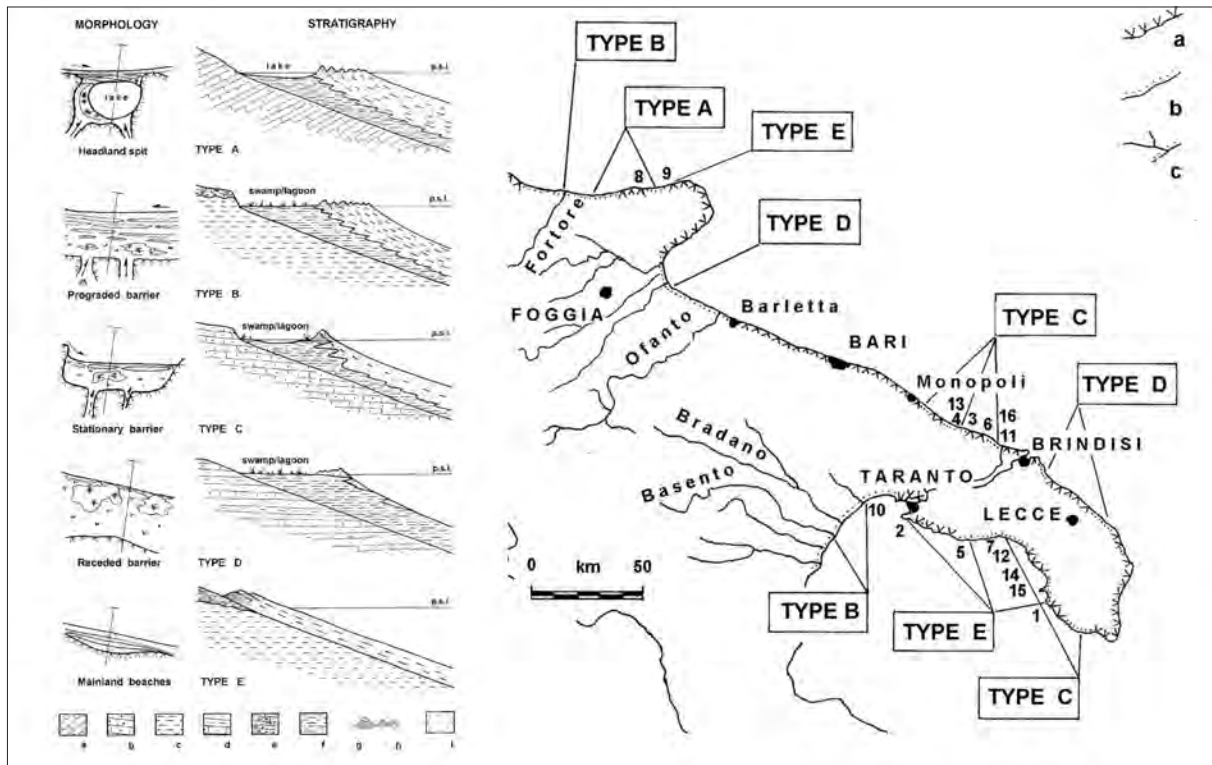 MORPHOLOGY
STRATIGRAPHY
lake
lake
p.s.l.
Headland spit
TYPE A
swamp/lagoon
p.s.l.
Prograded barrier
TYPE B
swamp/lagoon
p.s.l.
Stationary barrier
TYPE C
swamp/lagoon
p.s.l.
Receded barrier
TYPE D
p.s.l.
Mainland beaches
TYPE E
a b c d e f g h i
TYPE B
TYPE A
TYPE E
8 9
TYPE D
Fortore
FOGGIA
Ofanto
Barletta
BARI
TYPE C
Monopoli
13
4/3 6 16
11
TYPE D
BRINDISI
Bradano
Basento
TARANTO
LECCE
10
2
5
7
12
14
15
1
0 km 50
TYPE B
TYPE E
TYPE C
a
b
c